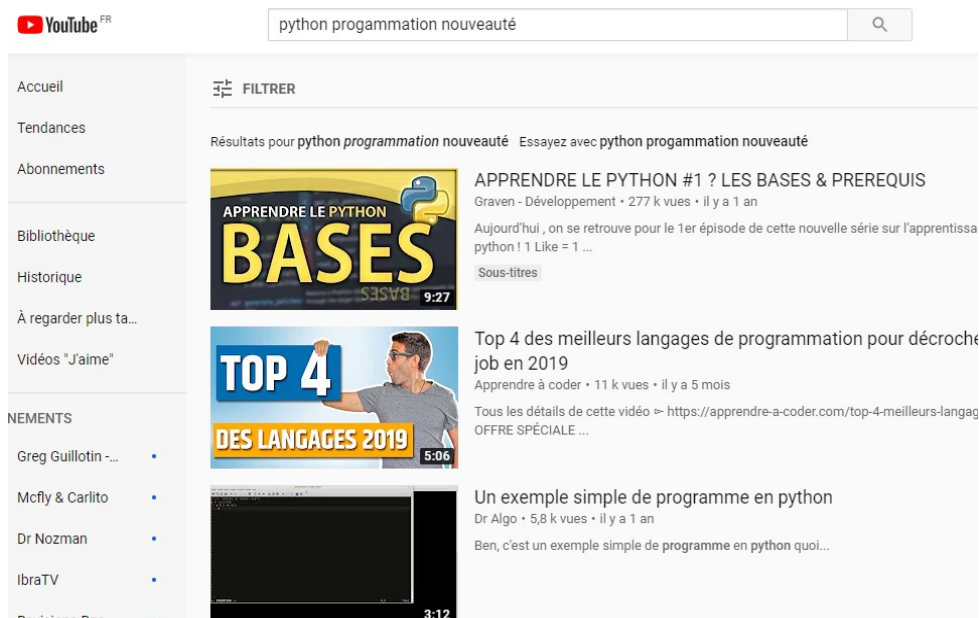 YouTube FR
python progammation nouveauté
Accueil
Tendances
Abonnements
Bibliothèque
Historique
À regarder plus ta...
Vidéos "J'aime"
NEMENTS
Greg Guillotin -...
Mcfly & Carlito
Dr Nozman
IbraTV
FILTRER
Résultats pour python programmation nouveauté Essayez avec python progammation nouveauté
APPRENDRE LE PYTHON
BASES
9:27
APPRENDRE LE PYTHON #1 ? LES BASES & PREREQUIS
Graven - Développement • 277 k vues • il y a 1 an
Aujourd'hui , on se retrouve pour le 1er épisode de cette nouvelle série sur l'apprentissa
python ! 1 Like = 1 ...
Sous-titres
TOP 4
DES LANGAGES 2019
5:06
Top 4 des meilleurs langages de programmation pour décroche
job en 2019
Apprendre à coder • 11 k vues • il y a 5 mois
Tous les détails de cette vidéo ► https://apprendre-a-coder.com/top-4-meilleurs-langag
OFFRE SPÉCIALE ...
3:12
Un exemple simple de programme en python
Dr Algo • 5,8 k vues • il y a 1 an
Ben, c'est un exemple simple de programme en python quoi...